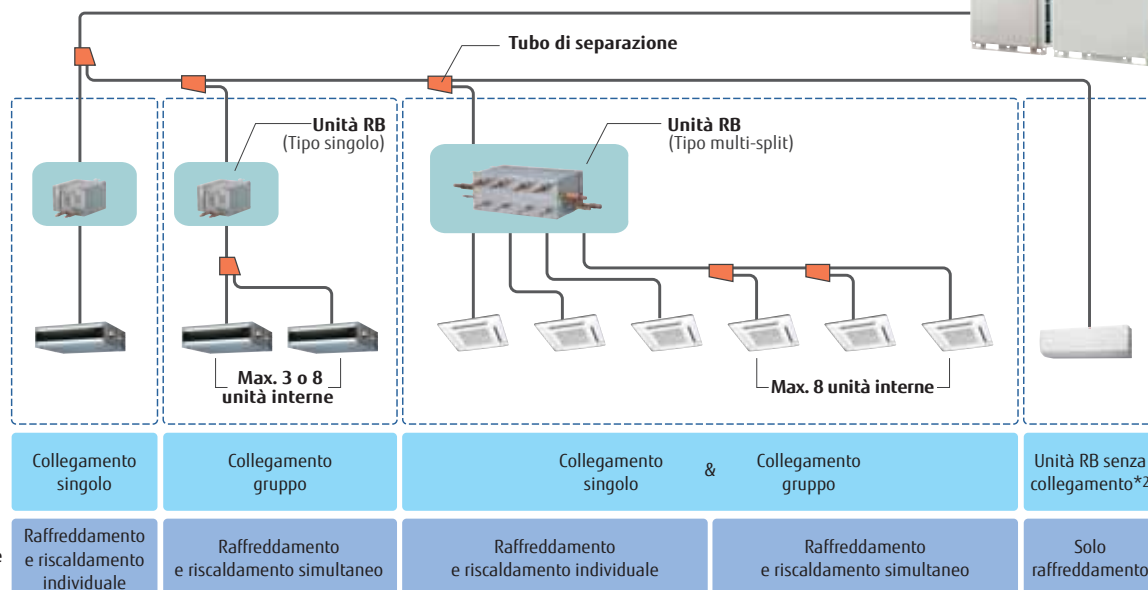 Tubo di separazione
Unità RB
(Tipo singolo)
Unità RB
(Tipo multi-split)
Max. 3 o 8
unità interne
Max. 8 unità interne
Collegamento
singolo
Collegamento
gruppo
Collegamento
singolo
&
Collegamento
gruppo
Unità RB senza
collegamento*2
Raffreddamento
e riscaldamento
individuale
Raffreddamento
e riscaldamento simultaneo
Raffreddamento
e riscaldamento individuale
Raffreddamento
e riscaldamento simultaneo
Solo
raffreddamento